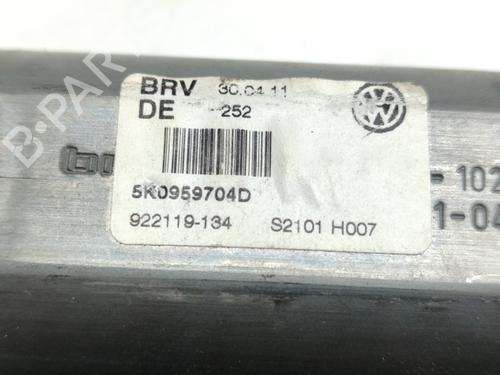 BRV 30.04.11
DE 252
5K0959704D
922119-134 S2101 H007
-102
1-04